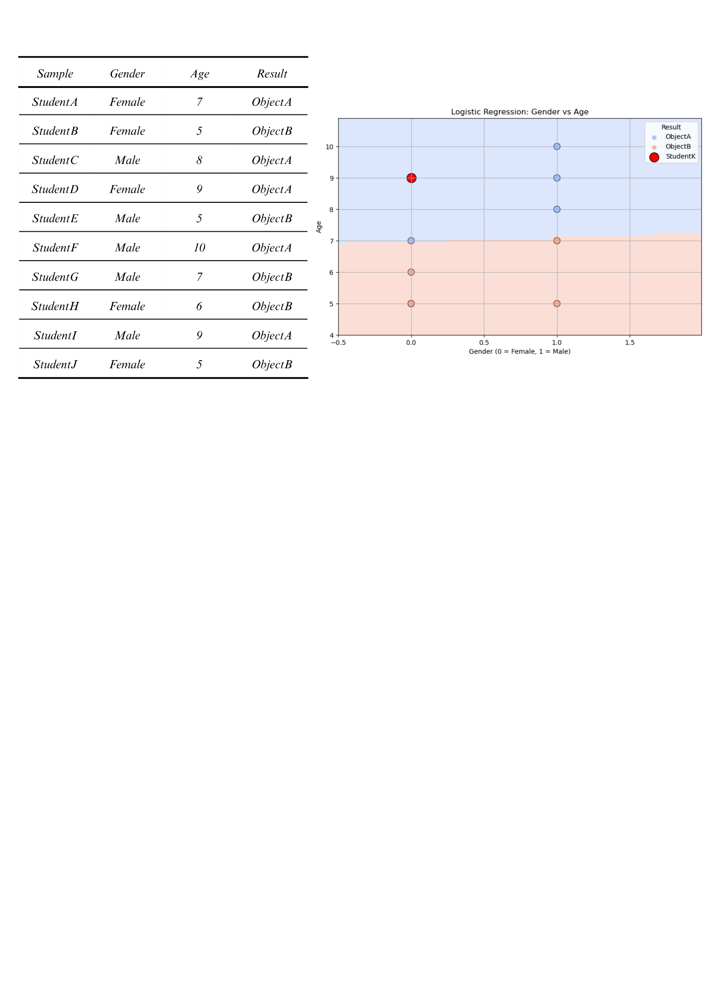 Sample Gender Age Result
StudentA Female 7 ObjectA
StudentB Female 5 ObjectB
StudentC Male 8 ObjectA
StudentD Female 9 ObjectA
StudentE Male 5 ObjectB
StudentF Male 10 ObjectA
StudentG Male 7 ObjectB
StudentH Female 6 ObjectB
StudentI Male 9 ObjectA
StudentJ Female 5 ObjectB
Logistic Regression: Gender vs Age
Result
ObjectA
ObjectB
StudentK
Age
10
9
8
7
6
5
4
−0.5 0.0 0.5 1.0 1.5
Gender (0 = Female, 1 = Male)